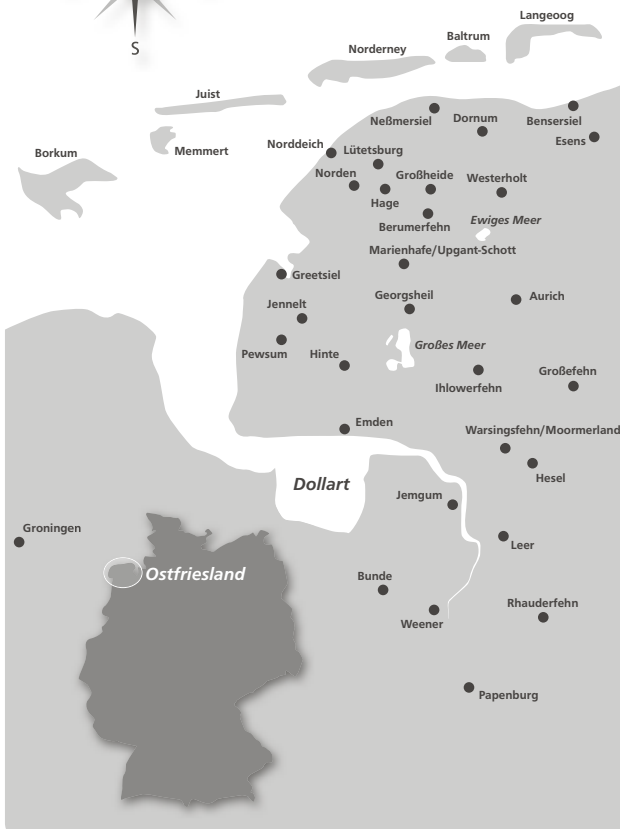 Langeoog
Baltrum
S
Norderney
Juist
Neßmersiel
Dornum
Bensersiel
Esens
Norddeich
Lütetsburg
Memmert
Borkum
Norden
Großheide
Westerholt
Hage
Ewiges Meer
Berumerfehn
Marienhafe/Upgant-Schott
Greetsiel
Georgsheil
Aurich
Jennelt
Großes Meer
Pewsum
Hinte
Großefehn
Ihlowerfehn
Emden
Warsingsfehn/Moormerland
Hesel
Dollart
Jemgum
Groningen
Leer
Ostfriesland
Bunde
Rhauderfehn
Weener
Papenburg